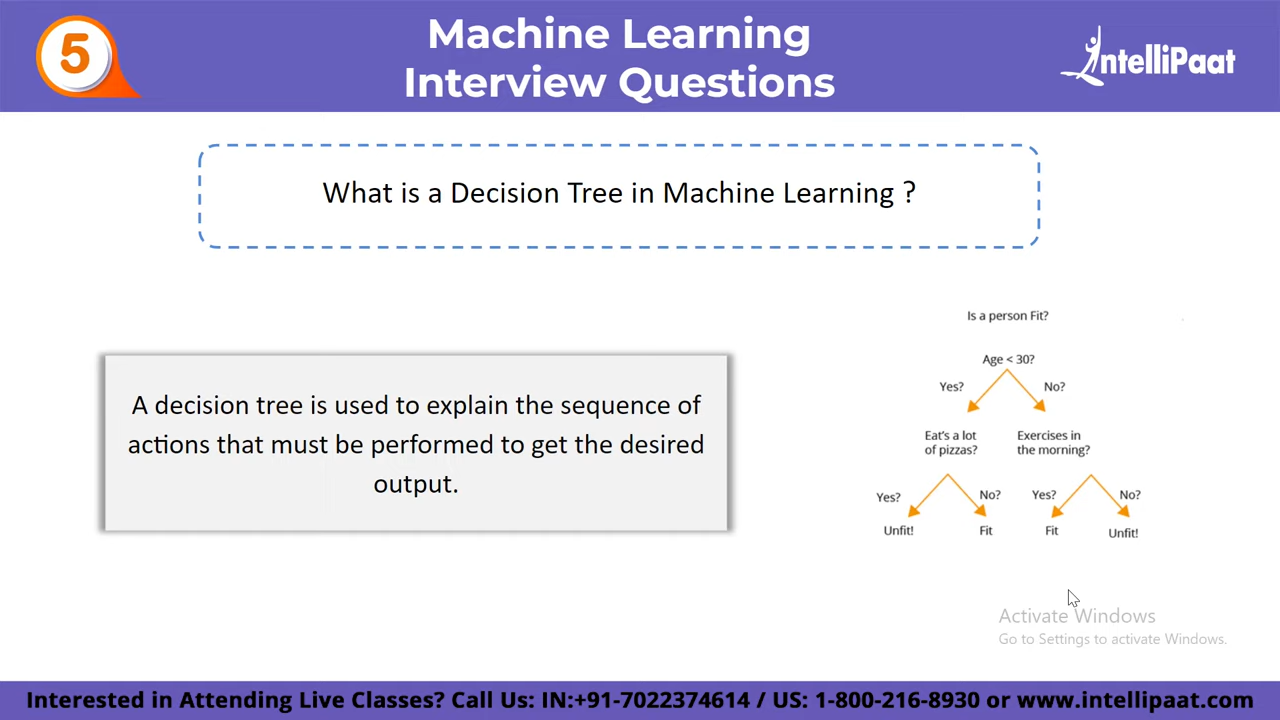 5
Machine Learning
Interview Questions
IntelliPaat
What is a Decision Tree in Machine Learning ?
A decision tree is used to explain the sequence of
actions that must be performed to get the desired
output.
Is a person Fit?
Age < 30?
Yes? No?
Eat's a lot
of pizzas?
Exercises in
the morning?
Yes? No? Yes? No?
Unfit! Fit Fit Unfit!
Activate Windows
Go to Settings to activate Windows.
Interested in Attending Live Classes? Call Us: IN:+91-7022374614 / US: 1-800-216-8930 or www.intellipaat.com